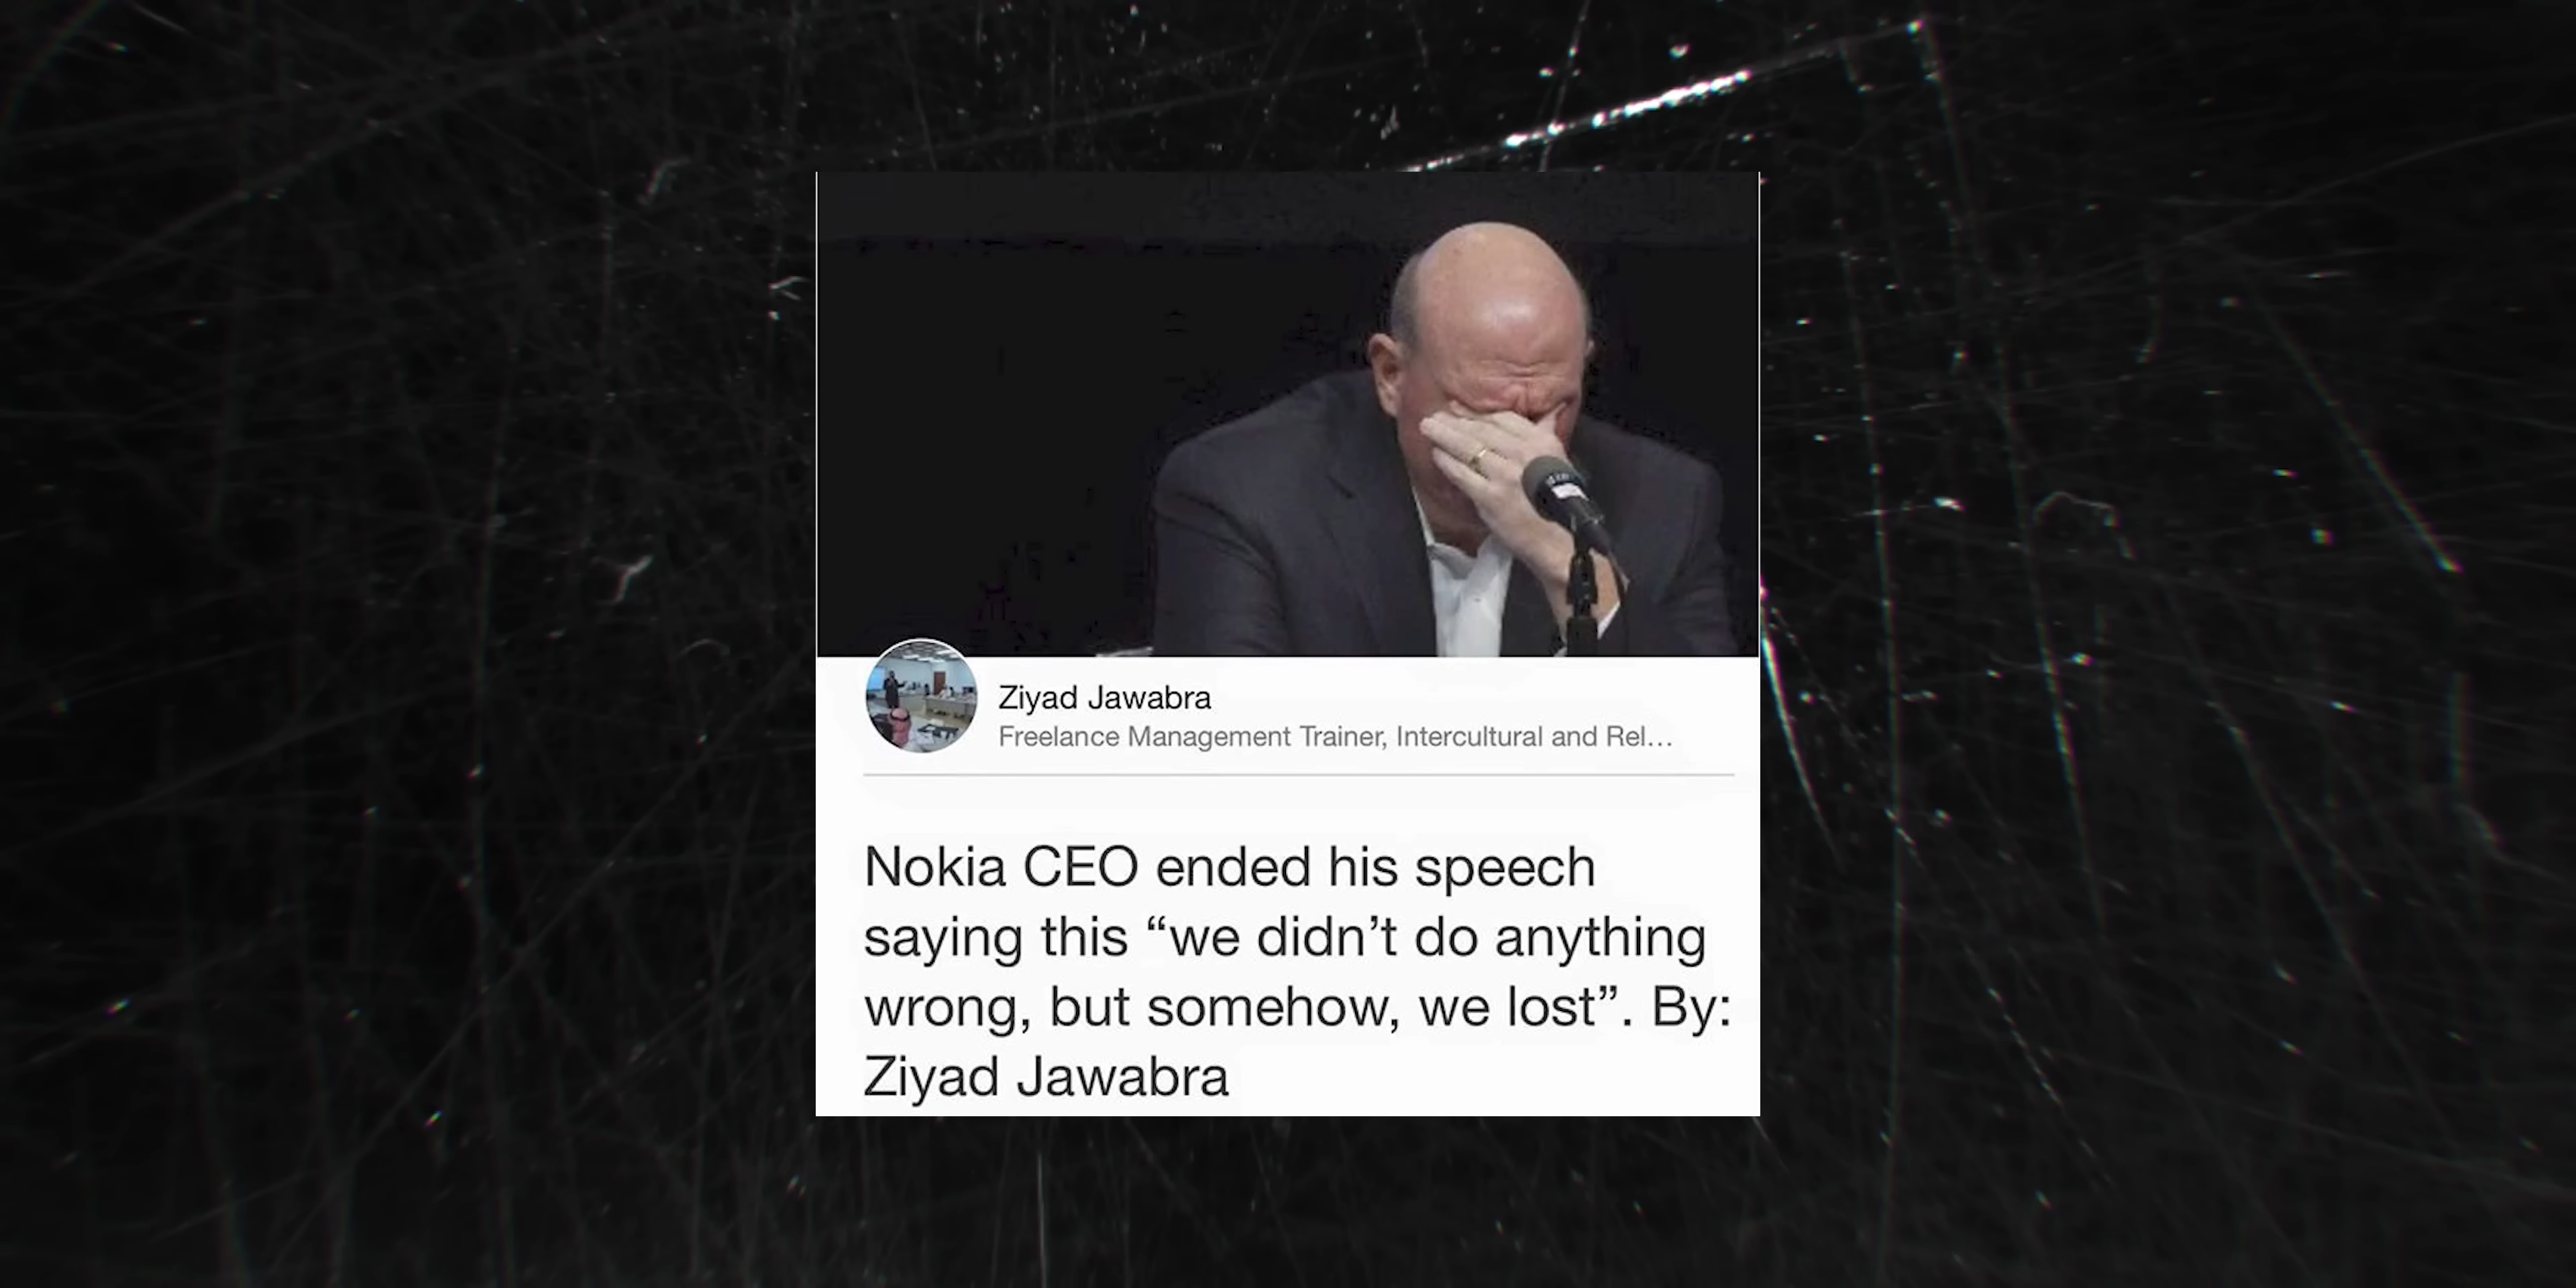 Ziyad Jawabra
Freelance Management Trainer, Intercultural and Rel...
Nokia CEO ended his speech
saying this “we didn’t do anything
wrong, but somehow, we lost”. By:
Ziyad Jawabra